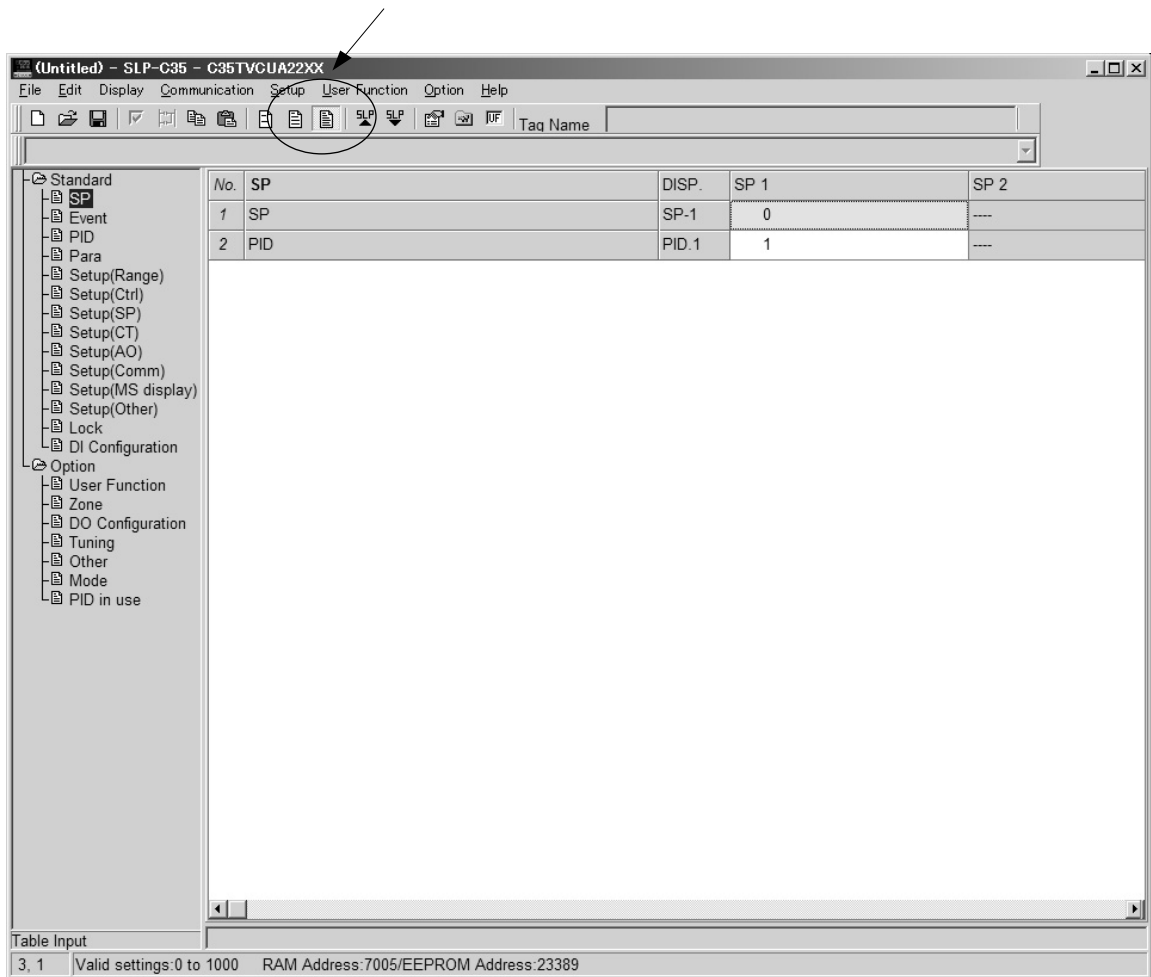 (Untitled) - SLP-C35 - C35TVCUA22XX
File Edit Display Communication Setup User Function Option Help
SLP SLP UF Tag Name
Standard
SP
Event
PID
Para
Setup(Range)
Setup(Ctrl)
Setup(SP)
Setup(CT)
Setup(AO)
Setup(Comm)
Setup(MS display)
Setup(Other)
Lock
DI Configuration
Option
User Function
Zone
DO Configuration
Tuning
Other
Mode
PID in use
No. SP DISP. SP 1 SP 2
1 SP SP-1 0 ----
2 PID PID.1 1 ----
Table Input
3, 1 Valid settings:0 to 1000 RAM Address:7005/EEPROM Address:23389